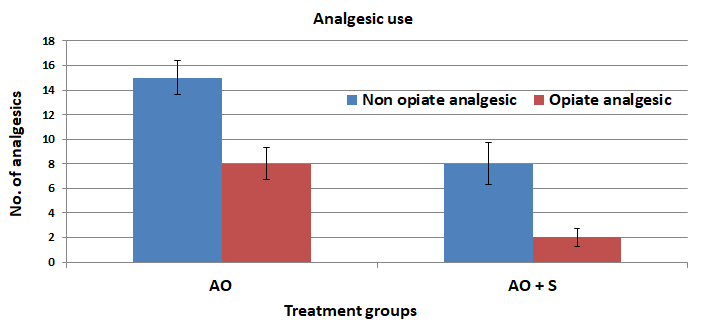 Analgesic use
18
16
14
12
10
8
6
4
2
0
No. of analgesics
Non opiate analgesic
Opiate analgesic
AO
AO + S
Treatment groups